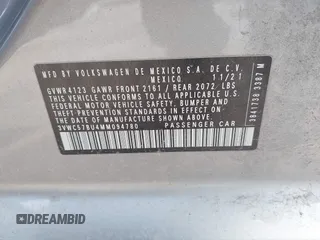 MFD BY VOLKSWAGEN DE MEXICO S.A. DE C.V.
MEXICO 11/21
GVWR 4123 GAWR FRONT 2161 / REAR 2072 LBS
THIS VEHICLE CONFORMS TO ALL APPLICABLE
FEDERAL MOTOR VEHICLE SAFETY, BUMPER AND
THEFT PREVENTION STANDARDS IN EFFECT ON
THE DATE OF MANUFACTURE SHOWN ABOVE.
3VWC57BU4MM094780 PASSENGER CAR
3941738 3387 M
DREAMBID